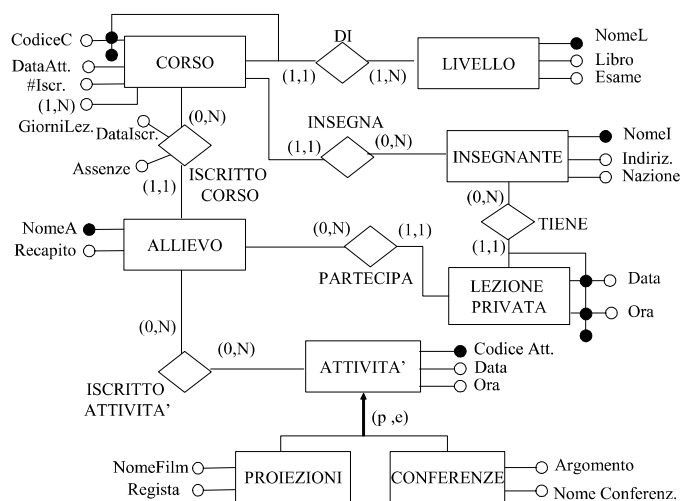 DI
CodiceC
NomeL
CORSO
LIVELLO
Libro
DataAtt.
(1,1)
(1,N)
Esame
#Iscr.
(1,N)
GiorniLez.
(0,N)
DataIscr.
INSEGNA
(0,N)
NomeI
(1,1)
INSEGNANTE
Indiriz.
Assenze
ISCRITTO
CORSO
Nazione
(1,1)
(0,N)
TIENE
NomeA
ALLIEVO
(0,N)
(1,1)
(1,1)
Recapito
PARTECIPA
LEZIONE
PRIVATA
Data
Ora
(0,N)
(0,N)
ISCRITTO
ATTIVITA’
ATTIVITA’
Codice Att.
Data
Ora
(p ,e)
NomeFilm
PROIEZIONI
CONFERENZE
Argomento
Regista
Nome Conferenz.